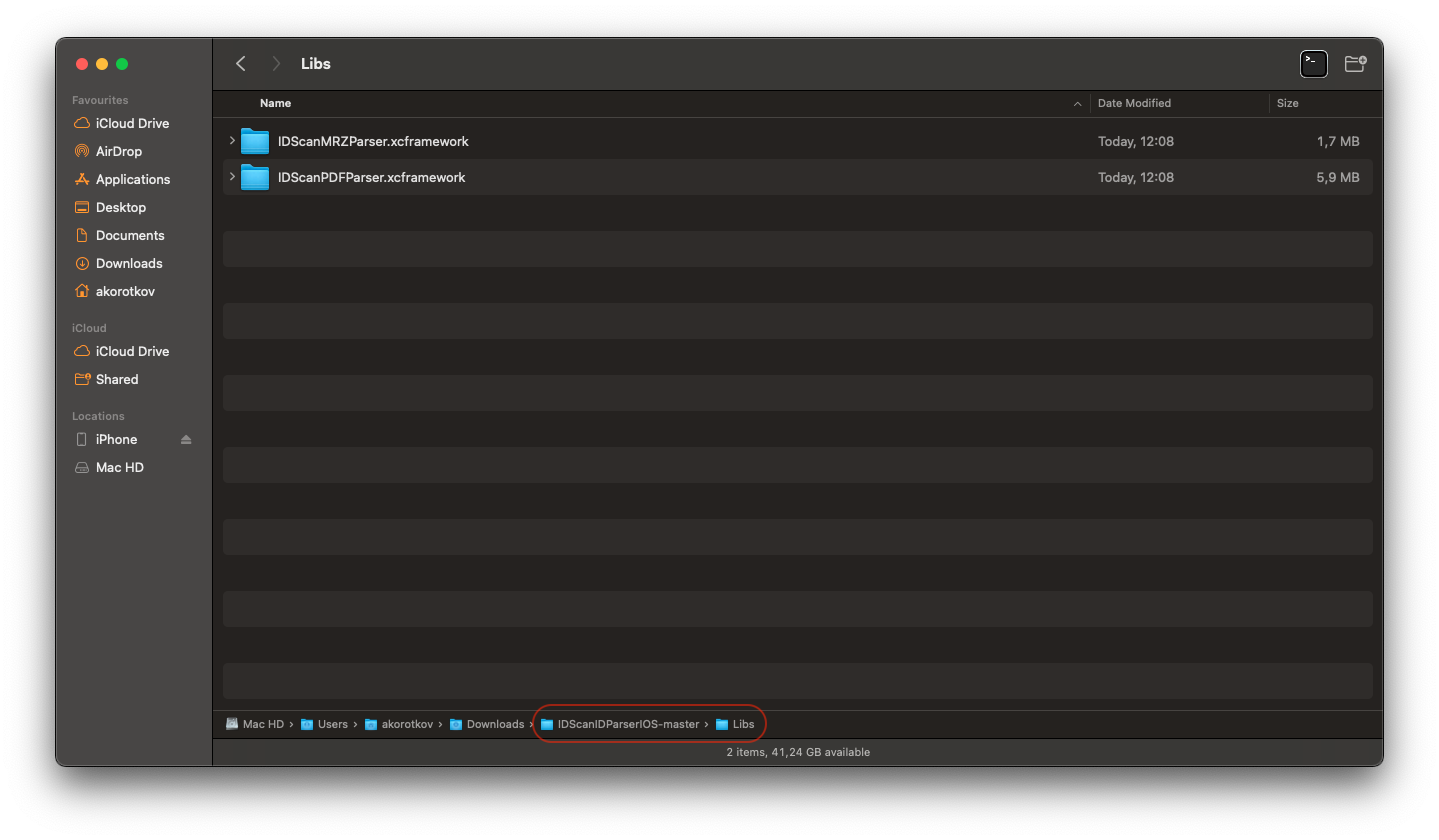 Libs
Favourites
iCloud Drive
AirDrop
Applications
Desktop
Documents
Downloads
akorotkov
iCloud
iCloud Drive
Shared
Locations
iPhone
Mac HD
Name Date Modified Size
IDScanMRZParser.xcframework Today, 12:08 1,7 MB
IDScanPDFParser.xcframework Today, 12:08 5,9 MB
Mac HD › Users › akorotkov › Downloads › IDScanIDParserIOS-master › Libs
2 items, 41,24 GB available